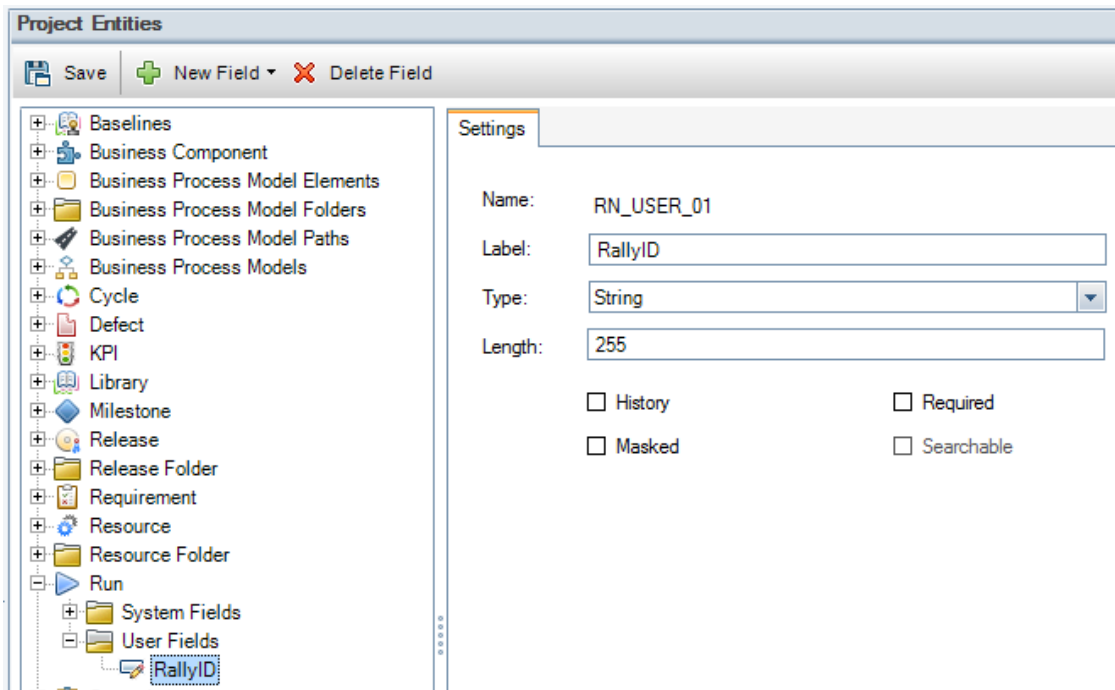 Project Entities
Save New Field Delete Field
Baselines
Business Component
Business Process Model Elements
Business Process Model Folders
Business Process Model Paths
Business Process Models
Cycle
Defect
KPI
Library
Milestone
Release
Release Folder
Requirement
Resource
Resource Folder
Run
System Fields
User Fields
RallyID
Settings
Name: RN_USER_01
Label: RallyID
Type: String
Length: 255
History Required
Masked Searchable